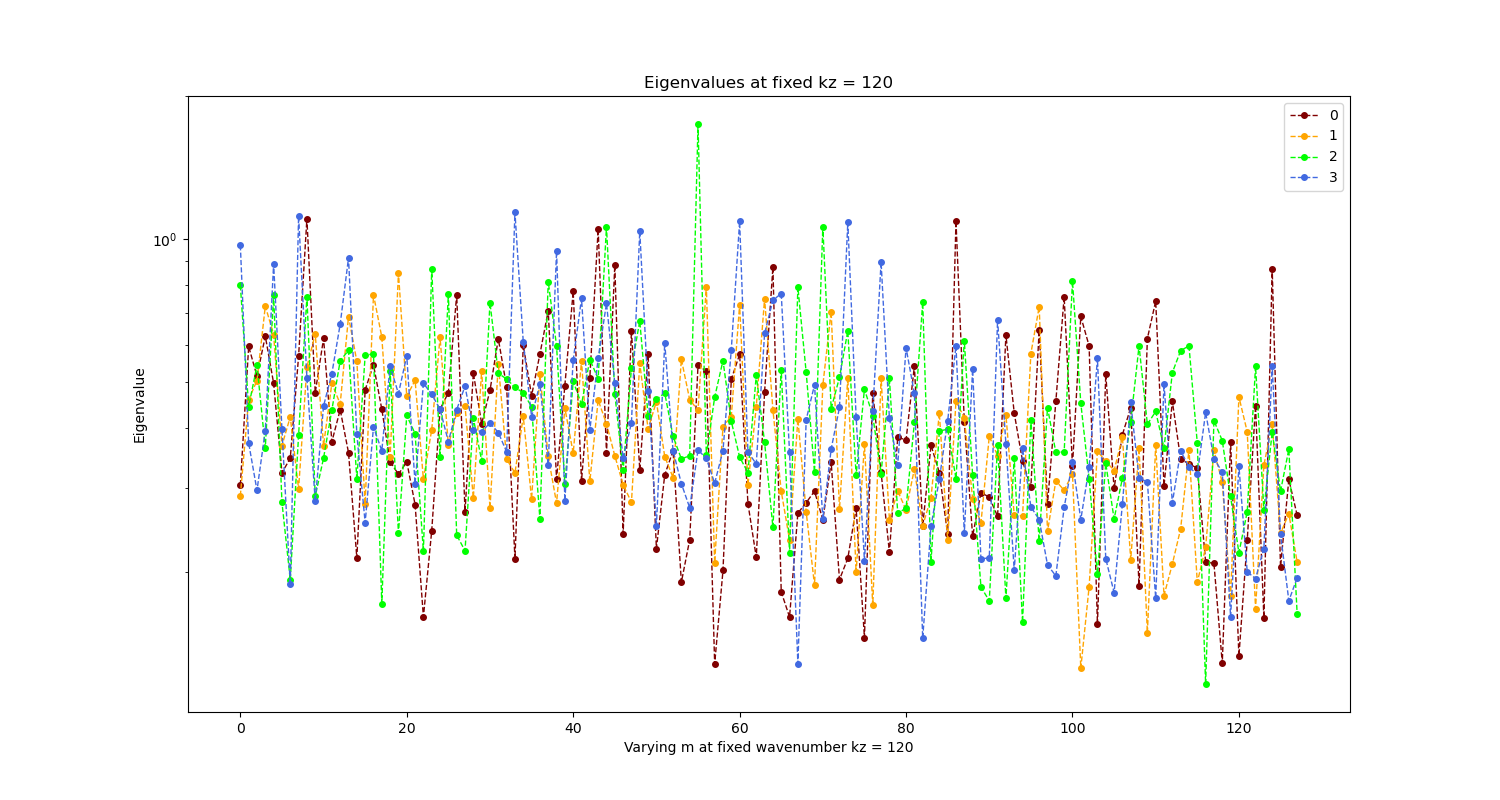 Eigenvalues at fixed kz = 120
0
1
2
3
10⁰
Eigenvalue
0 20 40 60 80 100 120
Varying m at fixed wavenumber kz = 120